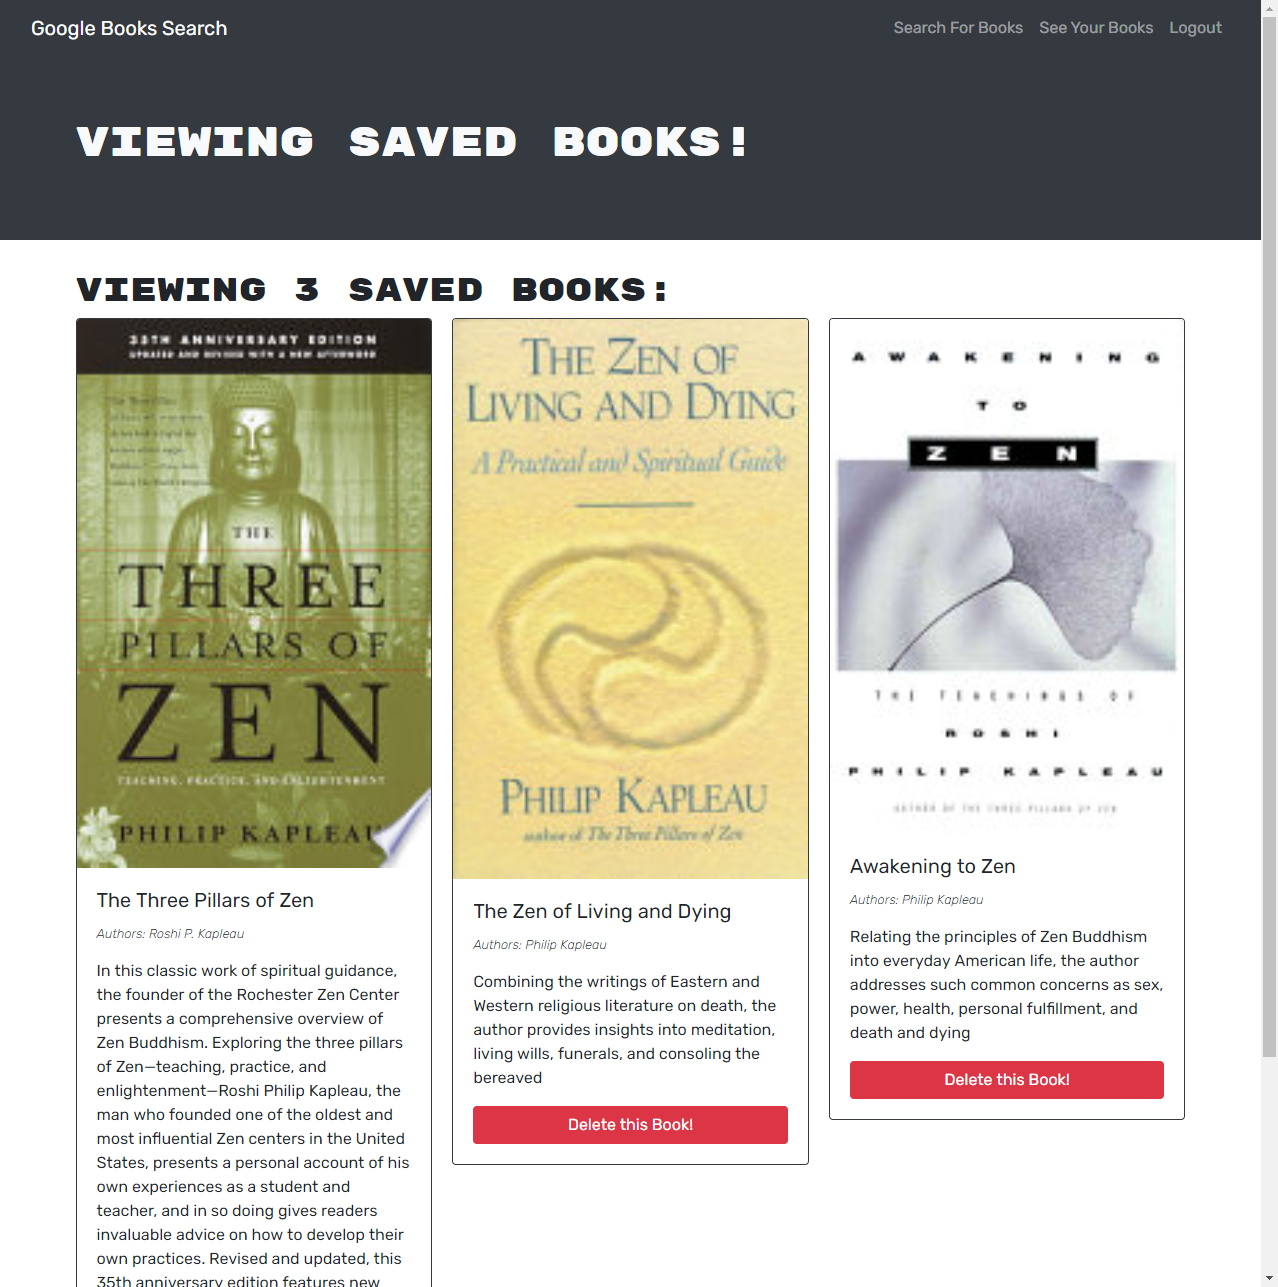 Google Books Search
Search For Books See Your Books Logout
VIEWING SAVED BOOKS!
VIEWING 3 SAVED BOOKS:
35TH ANNIVERSARY EDITION
UPDATED AND REVISED WITH A NEW AFTERWORD
THE
THREE
PILLARS OF
ZEN
TEACHING, PRACTICE, AND ENLIGHTENMENT
PHILIP KAPLEAU
The Three Pillars of Zen
Authors: Roshi P. Kapleau
In this classic work of spiritual guidance,
the founder of the Rochester Zen Center
presents a comprehensive overview of
Zen Buddhism. Exploring the three pillars
of Zen—teaching, practice, and
enlightenment—Roshi Philip Kapleau, the
man who founded one of the oldest and
most influential Zen centers in the United
States, presents a personal account of his
own experiences as a student and
teacher, and in so doing gives readers
invaluable advice on how to develop their
own practices. Revised and updated, this
35th anniversary edition features new
THE ZEN OF
LIVING AND DYING
A Practical and Spiritual Guide
PHILIP KAPLEAU
author of The Three Pillars of Zen
The Zen of Living and Dying
Authors: Philip Kapleau
Combining the writings of Eastern and
Western religious literature on death, the
author provides insights into meditation,
living wills, funerals, and consoling the
bereaved
Delete this Book!
AWAKENING
TO
ZEN
THE TEACHINGS OF
ROSHI
PHILIP KAPLEAU
AUTHOR OF THE THREE PILLARS OF ZEN
Awakening to Zen
Authors: Philip Kapleau
Relating the principles of Zen Buddhism
into everyday American life, the author
addresses such common concerns as sex,
power, health, personal fulfillment, and
death and dying
Delete this Book!